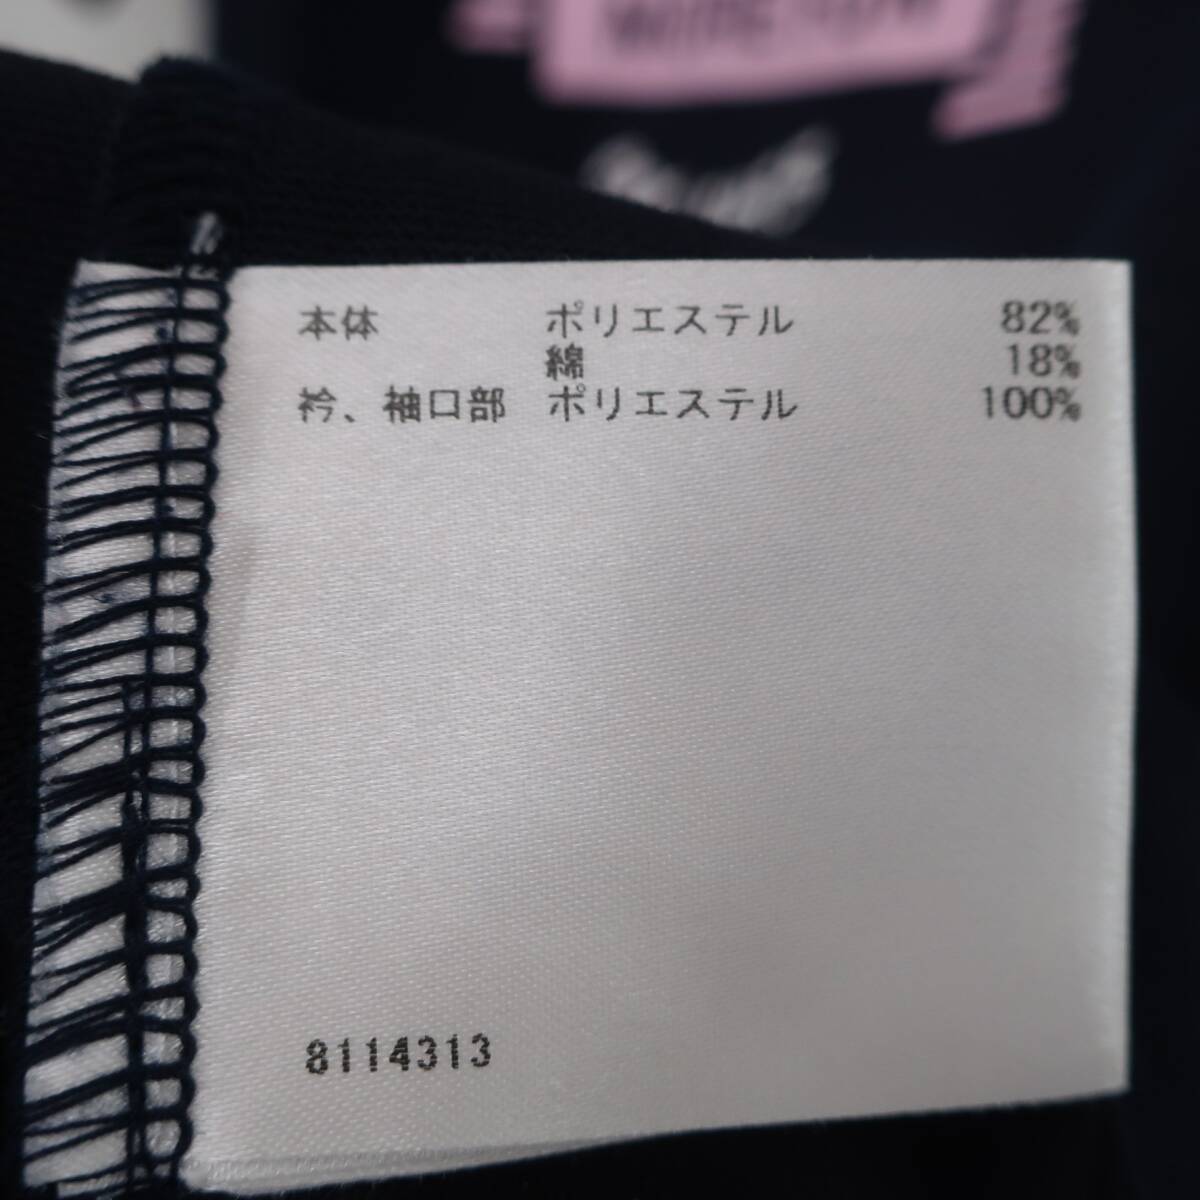 本体 ポリエステル 82%
綿 18%
衿、袖口部 ポリエステル 100%
8114313